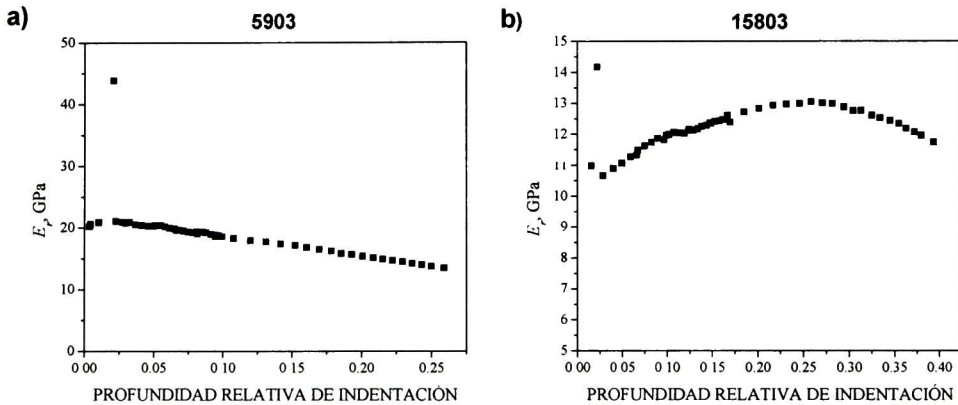 a)
5903
50
40
30
20
10
0
E_r, GPa
0 00 0.05 0.10 0.15 0.20 0.25
PROFUNDIDAD RELATIVA DE INDENTACIÓN
b)
15803
15
14
13
12
11
10
9
8
7
6
5
E_r, GPa
0 00 0.05 0.10 0.15 0.20 0.25 0.30 0.35 0.40
PROFUNDIDAD RELATIVA DE INDENTACIÓN